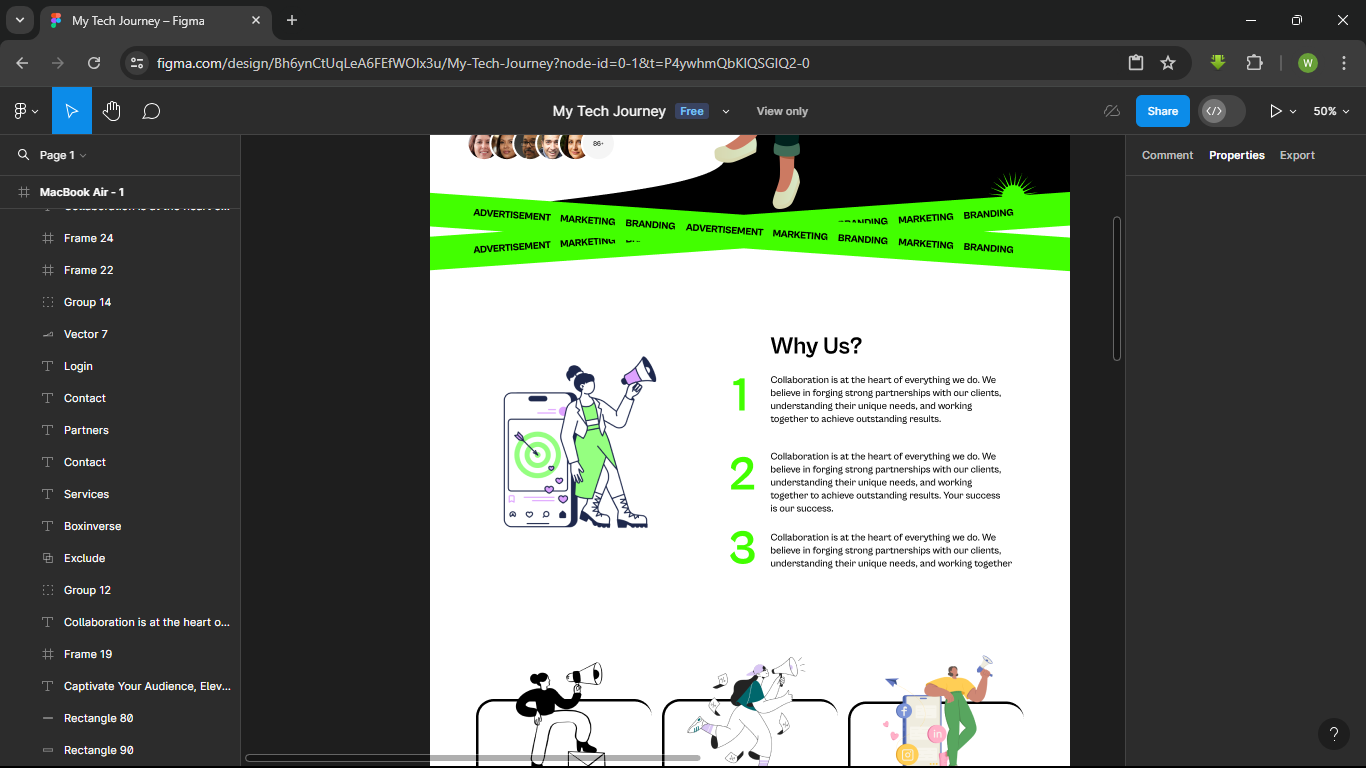 My Tech Journey – Figma
figma.com/design/Bh6ynCtUqLeA6FEfWOIx3u/My-Tech-Journey?node-id=0-1&t=P4ywhmQbKIQSGIQ2-0
W
My Tech Journey Free View only
Share
50%
Page 1
Comment Properties Export
MacBook Air - 1
Frame 24
Frame 22
Group 14
Vector 7
Login
Contact
Partners
Contact
Services
Boxinverse
Exclude
Group 12
Collaboration is at the heart o...
Frame 19
Captivate Your Audience, Elev...
Rectangle 80
Rectangle 90
86+
ADVERTISEMENT MARKETING BRANDING ADVERTISEMENT MARKETING BRANDING MARKETING BRANDING
ADVERTISEMENT MARKETING BRANDING MARKETING BRANDING
Why Us?
1
Collaboration is at the heart of everything we do. We
believe in forging strong partnerships with our clients,
understanding their unique needs, and working
together to achieve outstanding results.
2
Collaboration is at the heart of everything we do. We
believe in forging strong partnerships with our clients,
understanding their unique needs, and working
together to achieve outstanding results. Your success
is our success.
3
Collaboration is at the heart of everything we do. We
believe in forging strong partnerships with our clients,
understanding their unique needs, and working together
f
in
?